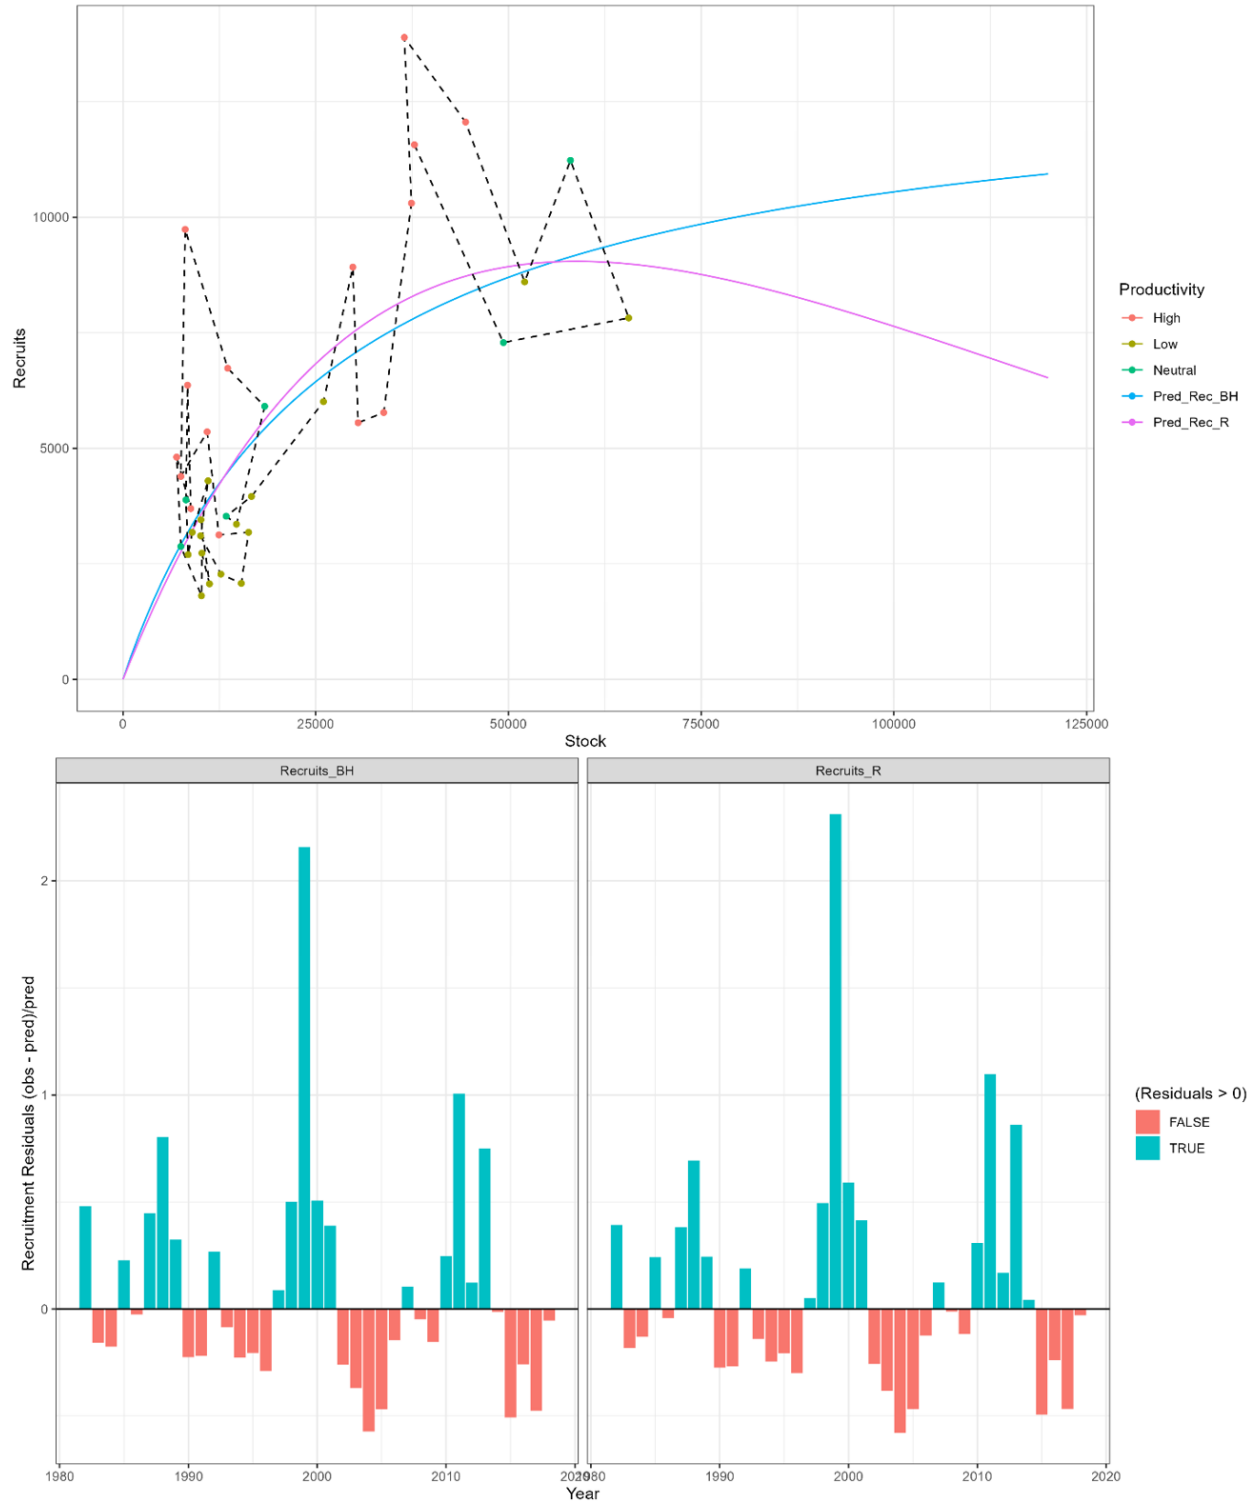 10000
5000
0
Recruits
0 25000 50000 75000 100000 125000
Stock
Productivity
High
Low
Neutral
Pred_Rec_BH
Pred_Rec_R
Recruits_BH Recruits_R
2
1
0
Recruitment Residuals (obs - pred)/pred
1980 1990 2000 2010 2020 1980 1990 2000 2010 2020
Year
(Residuals > 0)
FALSE
TRUE